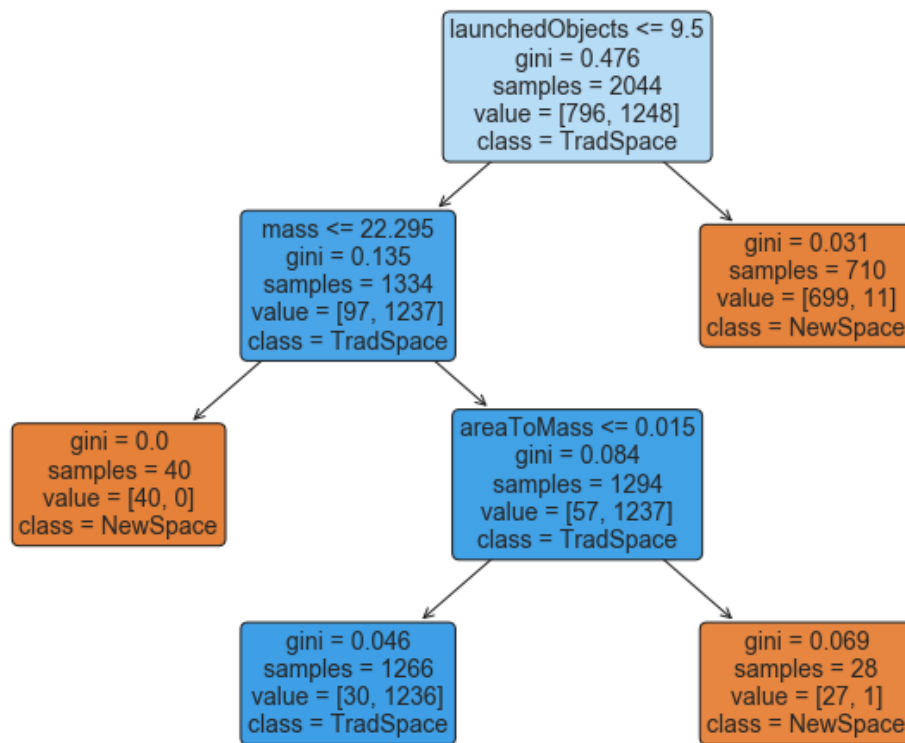 launchedObjects <= 9.5
gini = 0.476
samples = 2044
value = [796, 1248]
class = TradSpace
mass <= 22.295
gini = 0.135
samples = 1334
value = [97, 1237]
class = TradSpace
gini = 0.031
samples = 710
value = [699, 11]
class = NewSpace
gini = 0.0
samples = 40
value = [40, 0]
class = NewSpace
areaToMass <= 0.015
gini = 0.084
samples = 1294
value = [57, 1237]
class = TradSpace
gini = 0.046
samples = 1266
value = [30, 1236]
class = TradSpace
gini = 0.069
samples = 28
value = [27, 1]
class = NewSpace